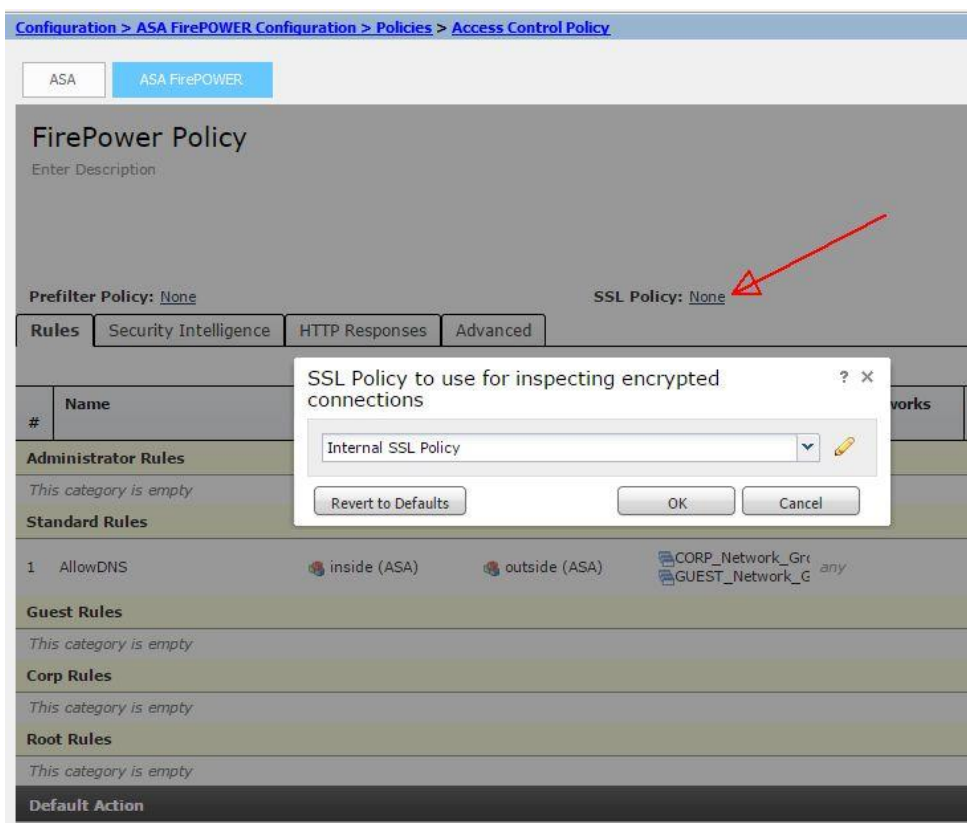 Configuration > ASA FirePOWER Configuration > Policies > Access Control Policy
ASA
ASA FirePOWER
FirePower Policy
Enter Description
Prefilter Policy: None
SSL Policy: None
Rules
Security Intelligence
HTTP Responses
Advanced
SSL Policy to use for inspecting encrypted
connections
? ×
Internal SSL Policy
Revert to Defaults
OK
Cancel
#
Name
works
Administrator Rules
This category is empty
Standard Rules
1 AllowDNS inside (ASA) outside (ASA) CORP_Network_Gr any
GUEST_Network_G
Guest Rules
This category is empty
Corp Rules
This category is empty
Root Rules
This category is empty
Default Action